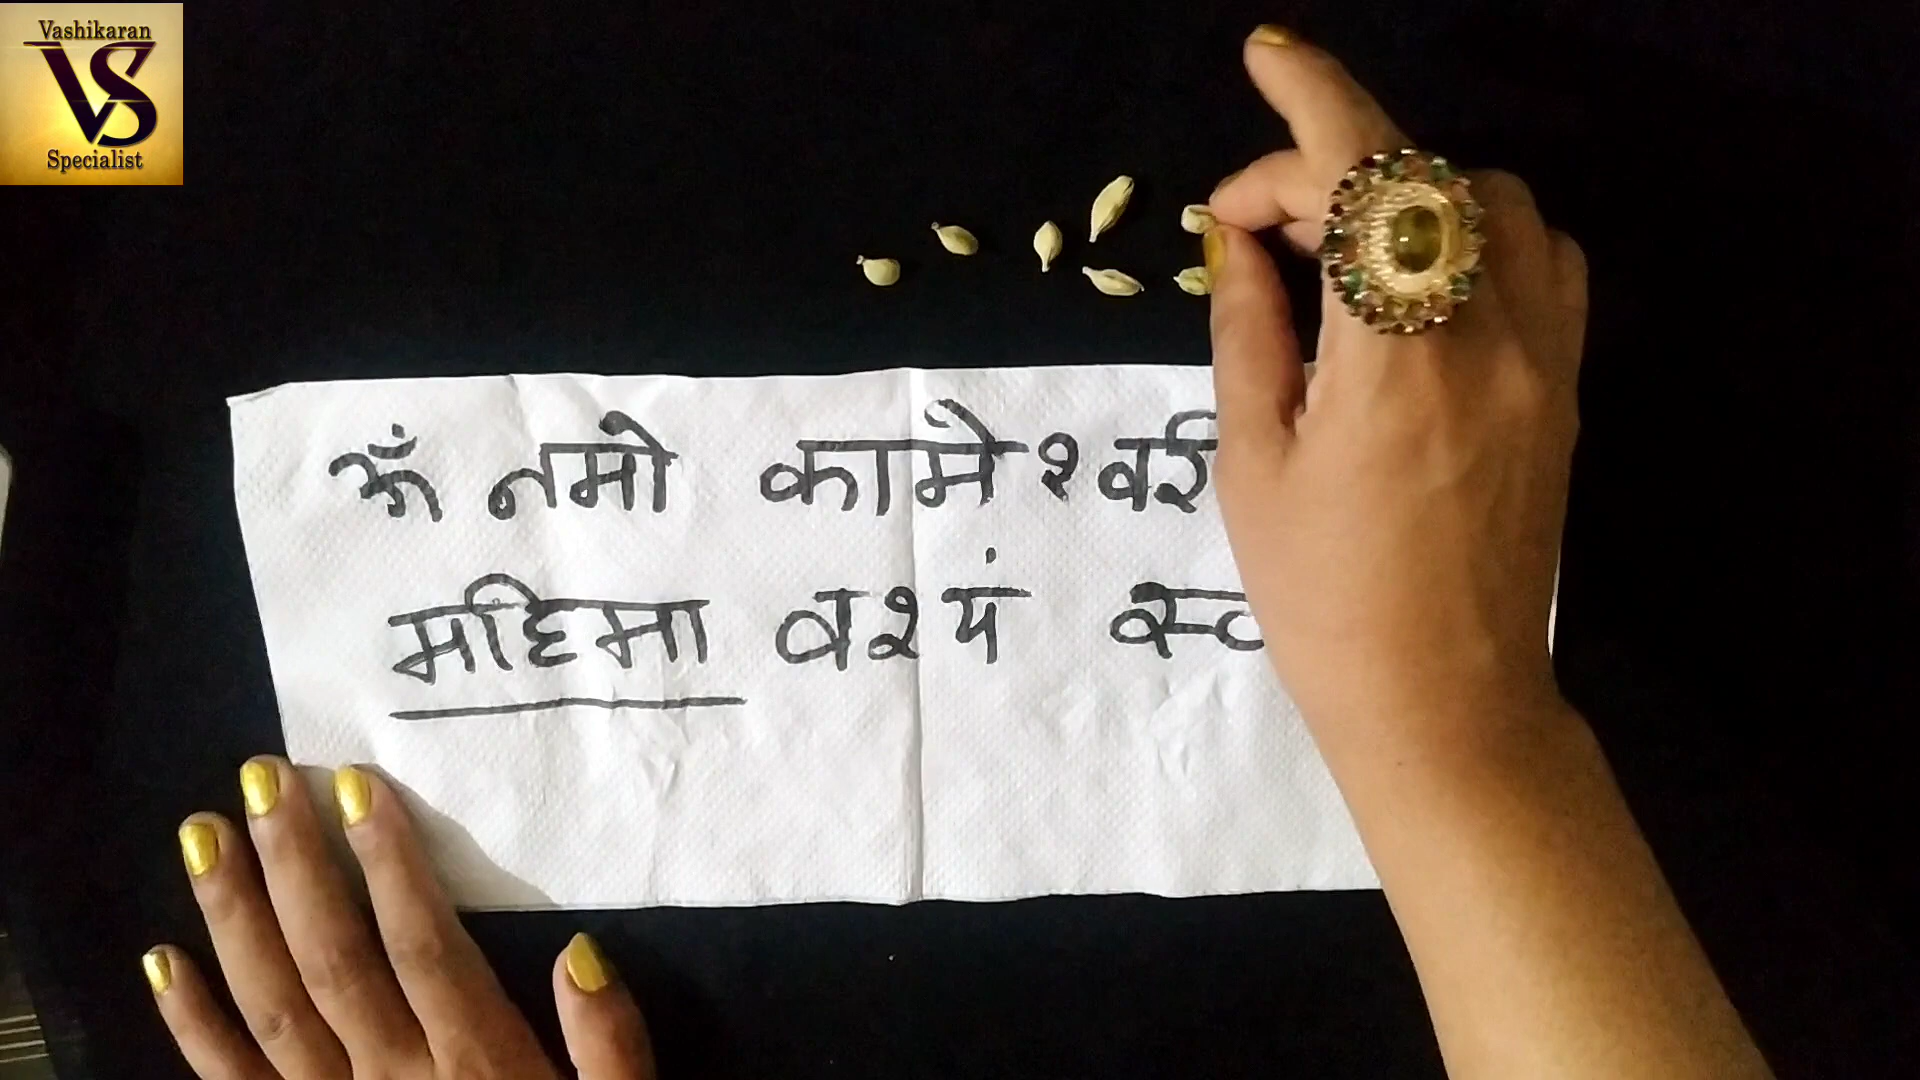 Vashikaran
VS
Specialist
ॐ नमो कामेश्वरी
महिमा वश्यं